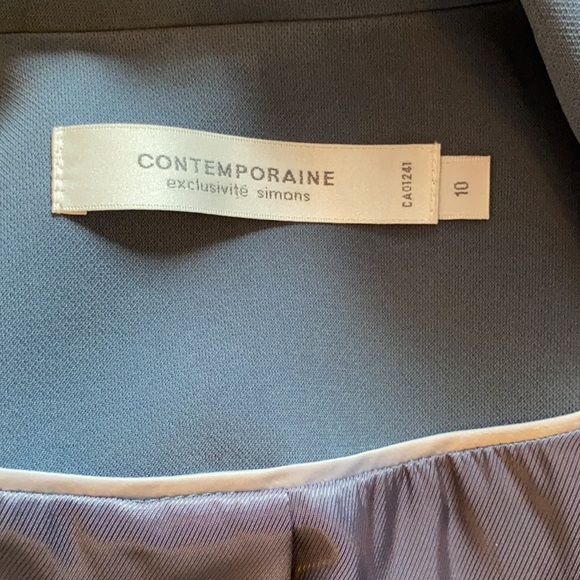 CONTEMPORAINE
exclusivité simons
CA01241
10